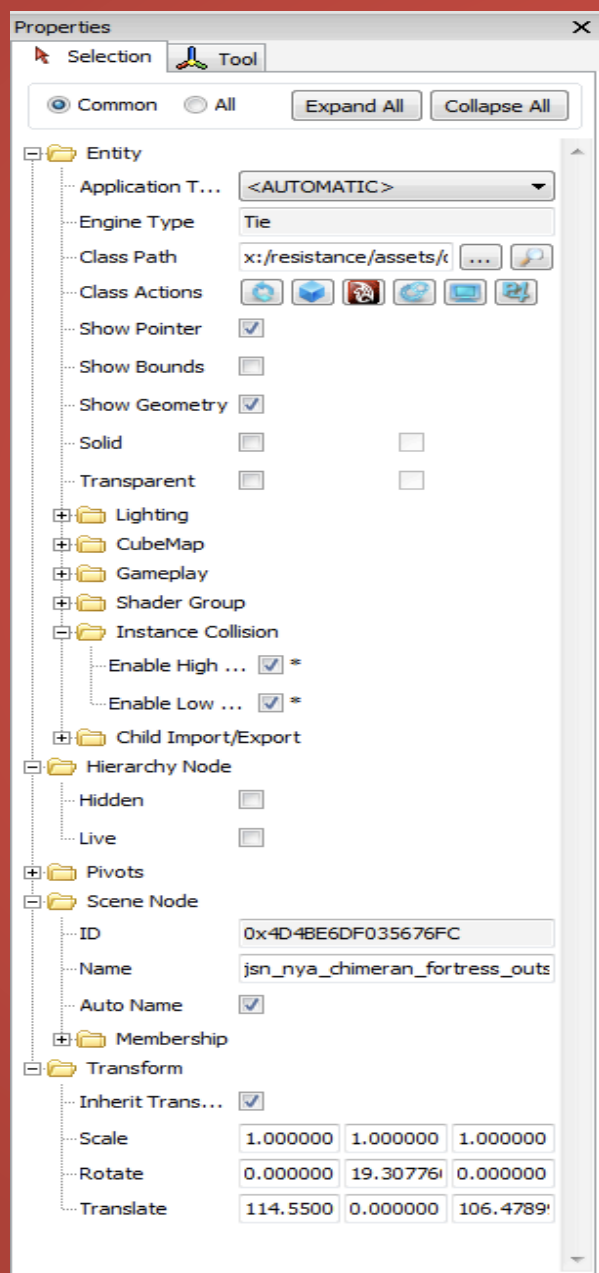 Properties
Selection Tool
Common All Expand All Collapse All
Entity
Application T... <AUTOMATIC>
Engine Type Tie
Class Path x:/resistance/assets/c ...
Class Actions
Show Pointer
Show Bounds
Show Geometry
Solid
Transparent
Lighting
CubeMap
Gameplay
Shader Group
Instance Collision
Enable High ... *
Enable Low ... *
Child Import/Export
Hierarchy Node
Hidden
Live
Pivots
Scene Node
ID 0x4D4BE6DF035676FC
Name jsn_nya_chimeran_fortress_outs
Auto Name
Membership
Transform
Inherit Trans...
Scale 1.000000 1.000000 1.000000
Rotate 0.000000 19.30776 0.000000
Translate 114.5500 0.000000 106.4789